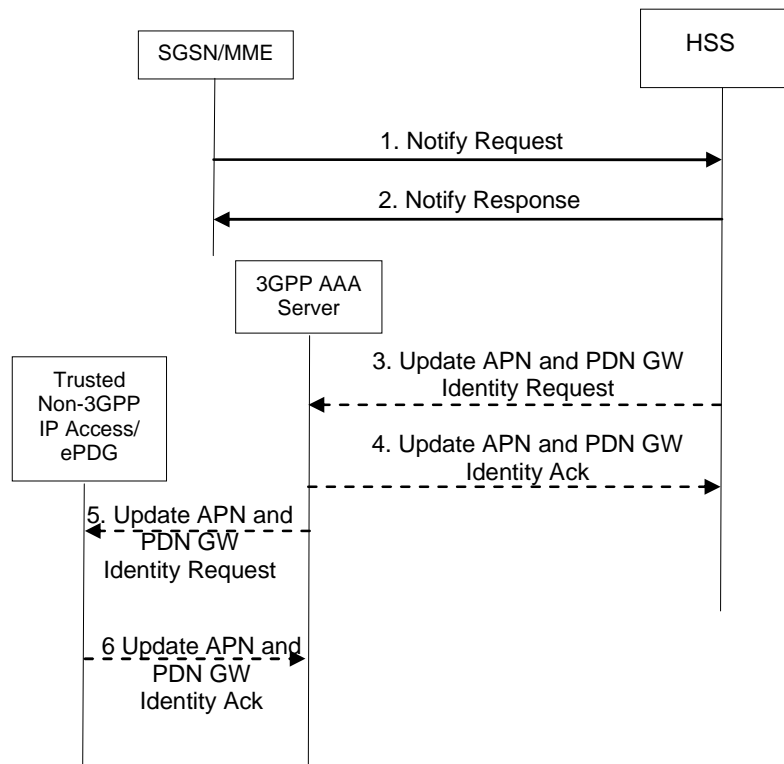 SGSN/MME
HSS
1. Notify Request
2. Notify Response
3GPP AAA
Server
3. Update APN and PDN GW
Identity Request
Trusted
Non-3GPP
IP Access/
ePDG
4. Update APN and PDN GW
Identity Ack
5. Update APN and
PDN GW
Identity Request
6 Update APN and
PDN GW
Identity Ack